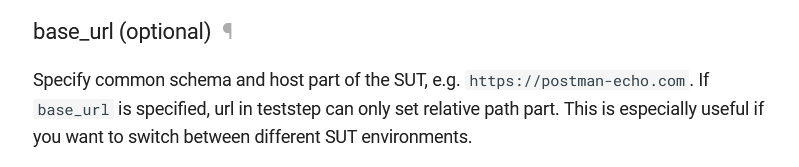 base_url (optional) ¶
Specify common schema and host part of the SUT, e.g. https://postman-echo.com. If
base_url is specified, url in teststep can only set relative path part. This is especially useful if
you want to switch between different SUT environments.